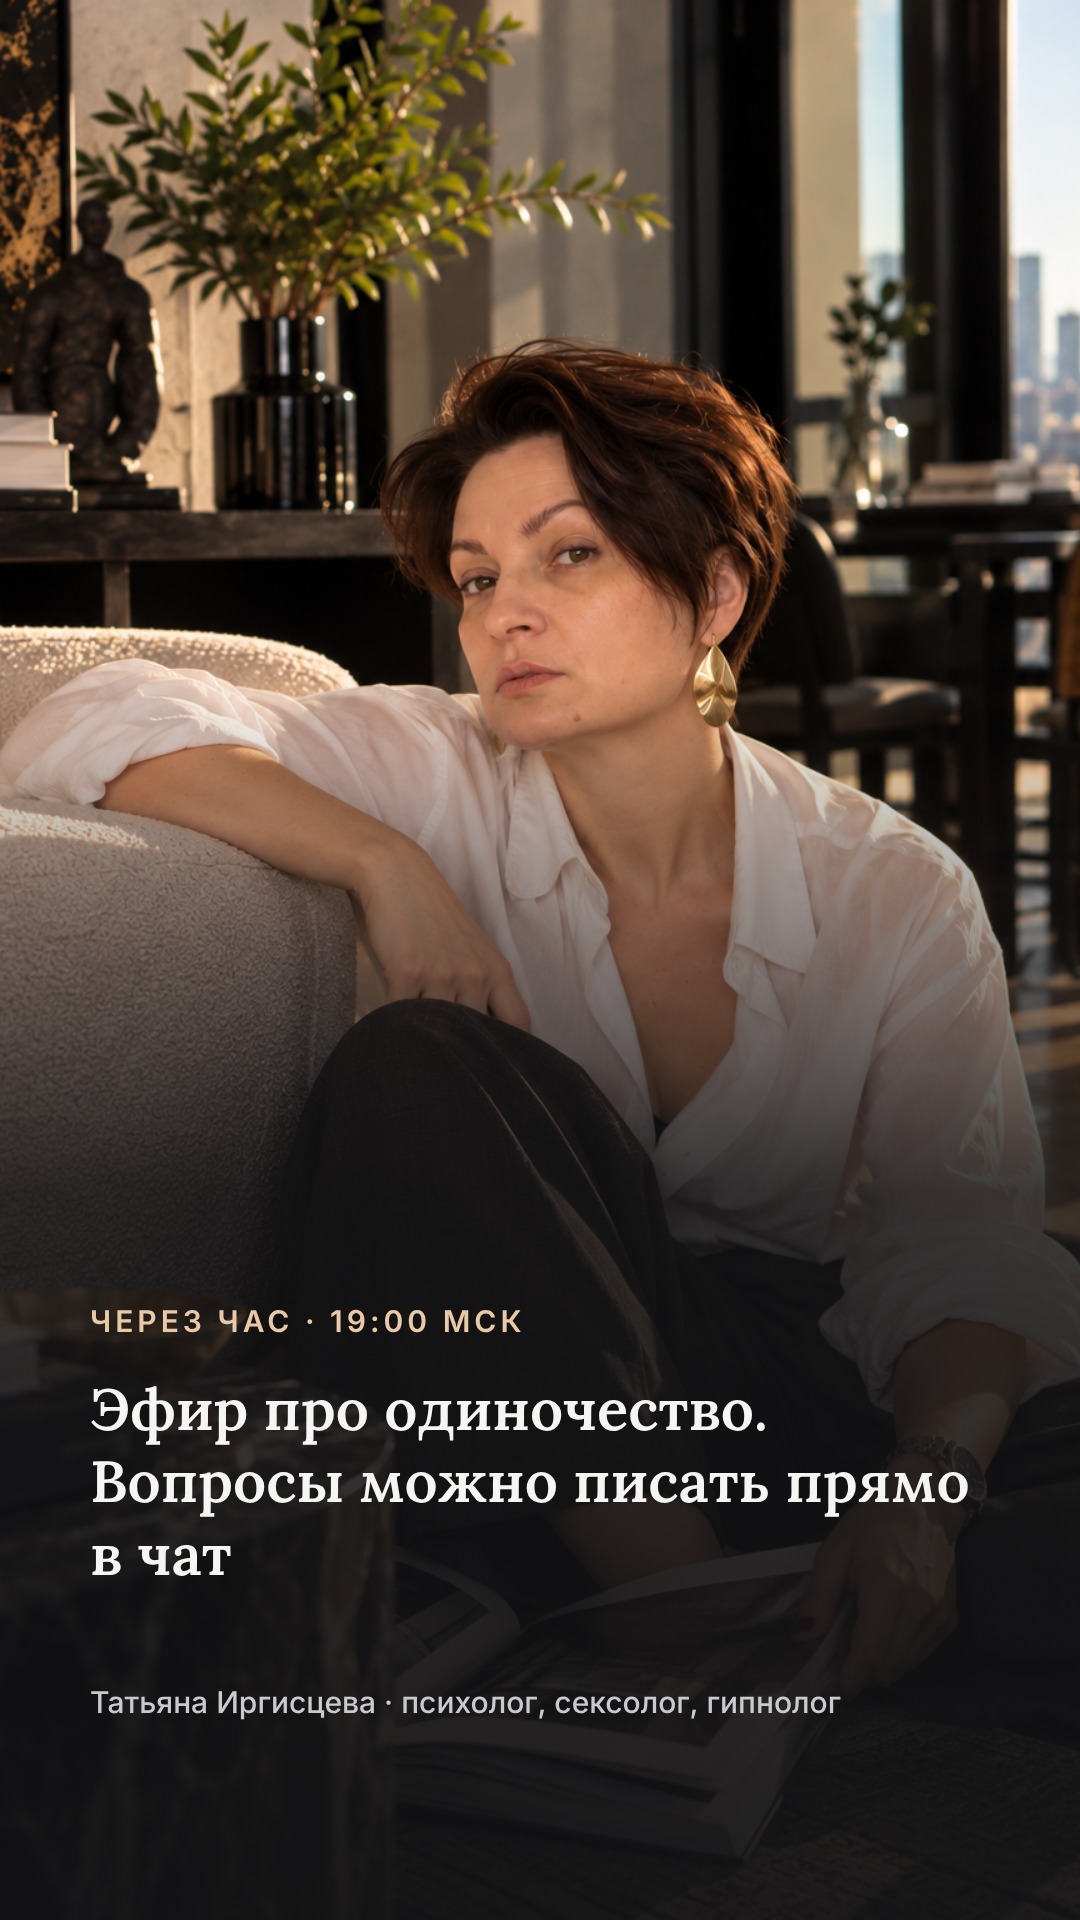 ЧЕРЕЗ ЧАС · 19:00 МСК
Эфир про одиночество.
Вопросы можно писать прямо
в чат
Татьяна Иргисцева · психолог, сексолог, гипнолог